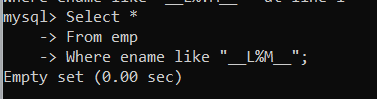 mysql> Select *
-> From emp
-> Where ename like "__L%M__";
Empty set (0.00 sec)